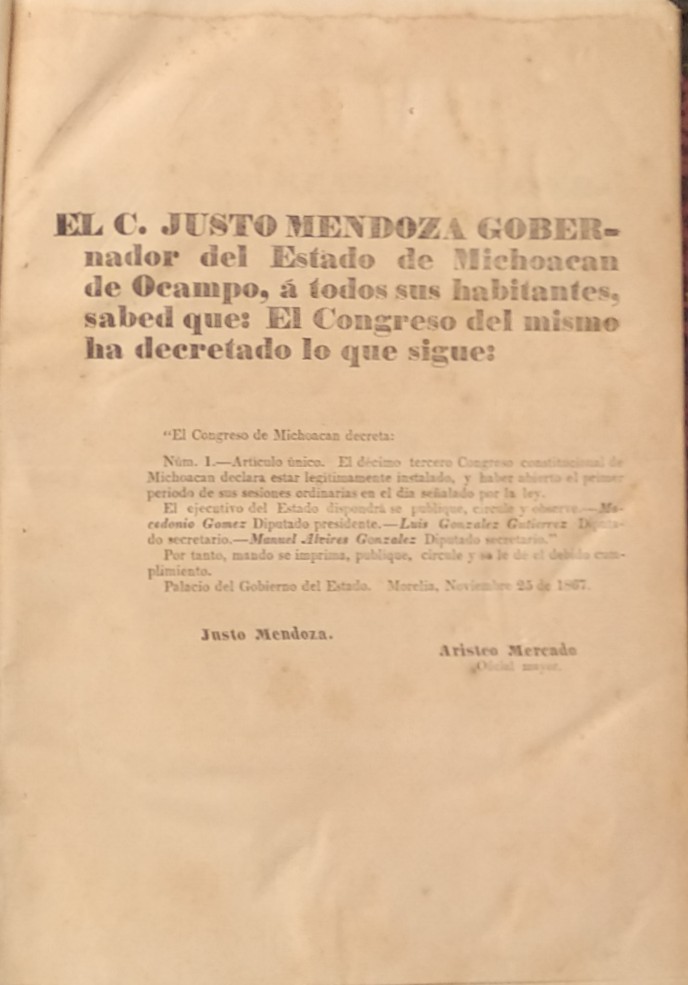 EL C. JUSTO MENDOZA GOBER-
nador del Estado de Michoacan
de Ocampo, á todos sus habitantes,
sabed que: El Congreso del mismo
ha decretado lo que sigue:
“El Congreso de Michoacan decreta:
Núm. 1.—Artículo único. El décimo tercero Congreso constitucional de
Michoacan declara estar legitimamente instalado, y haber abierto el primer
periodo de sus sesiones ordinarias en el dia señalado por la ley.
El ejecutivo del Estado dispondrá se publique, circule y observe.—Ma-
cedonio Gomez Diputado presidente.—Luis Gonzalez Gutierrez Diputa-
do secretario.—Manuel Alvires Gonzalez Diputado secretario.”
Por tanto, mando se imprima, publique, circule y se le dé el debido cum-
plimiento.
Palacio del Gobierno del Estado. Morelia, Noviembre 25 de 1867.
Justo Mendoza.
Aristeo Mercado
Oficial mayor.